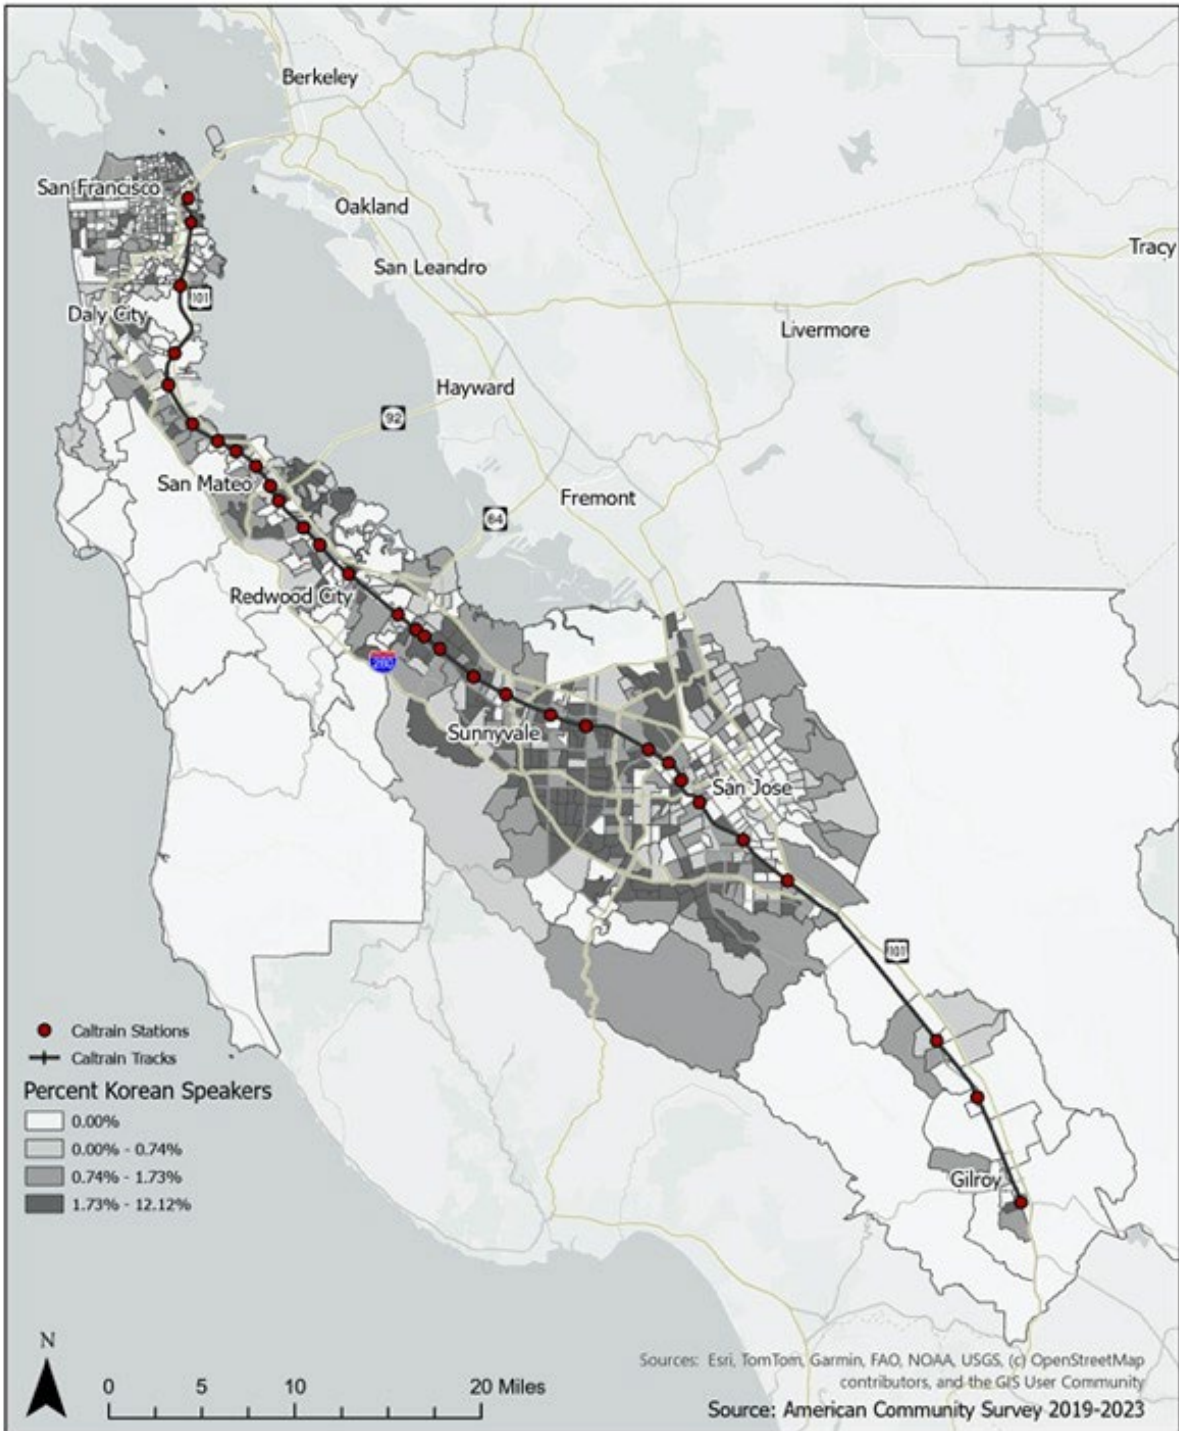 Berkeley
San Francisco
Oakland
San Leandro
Tracy
101
Daly City
Livermore
Hayward
92
San Mateo
Fremont
84
Redwood City
280
Sunnyvale
San Jose
101
Gilroy
Caltrain Stations
Caltrain Tracks
Percent Korean Speakers
0.00%
0.00% - 0.74%
0.74% - 1.73%
1.73% - 12.12%
N
0 5 10 20 Miles
Sources: Esri, TomTom, Garmin, FAO, NOAA, USGS, (c) OpenStreetMap
contributors, and the GIS User Community
Source: American Community Survey 2019-2023